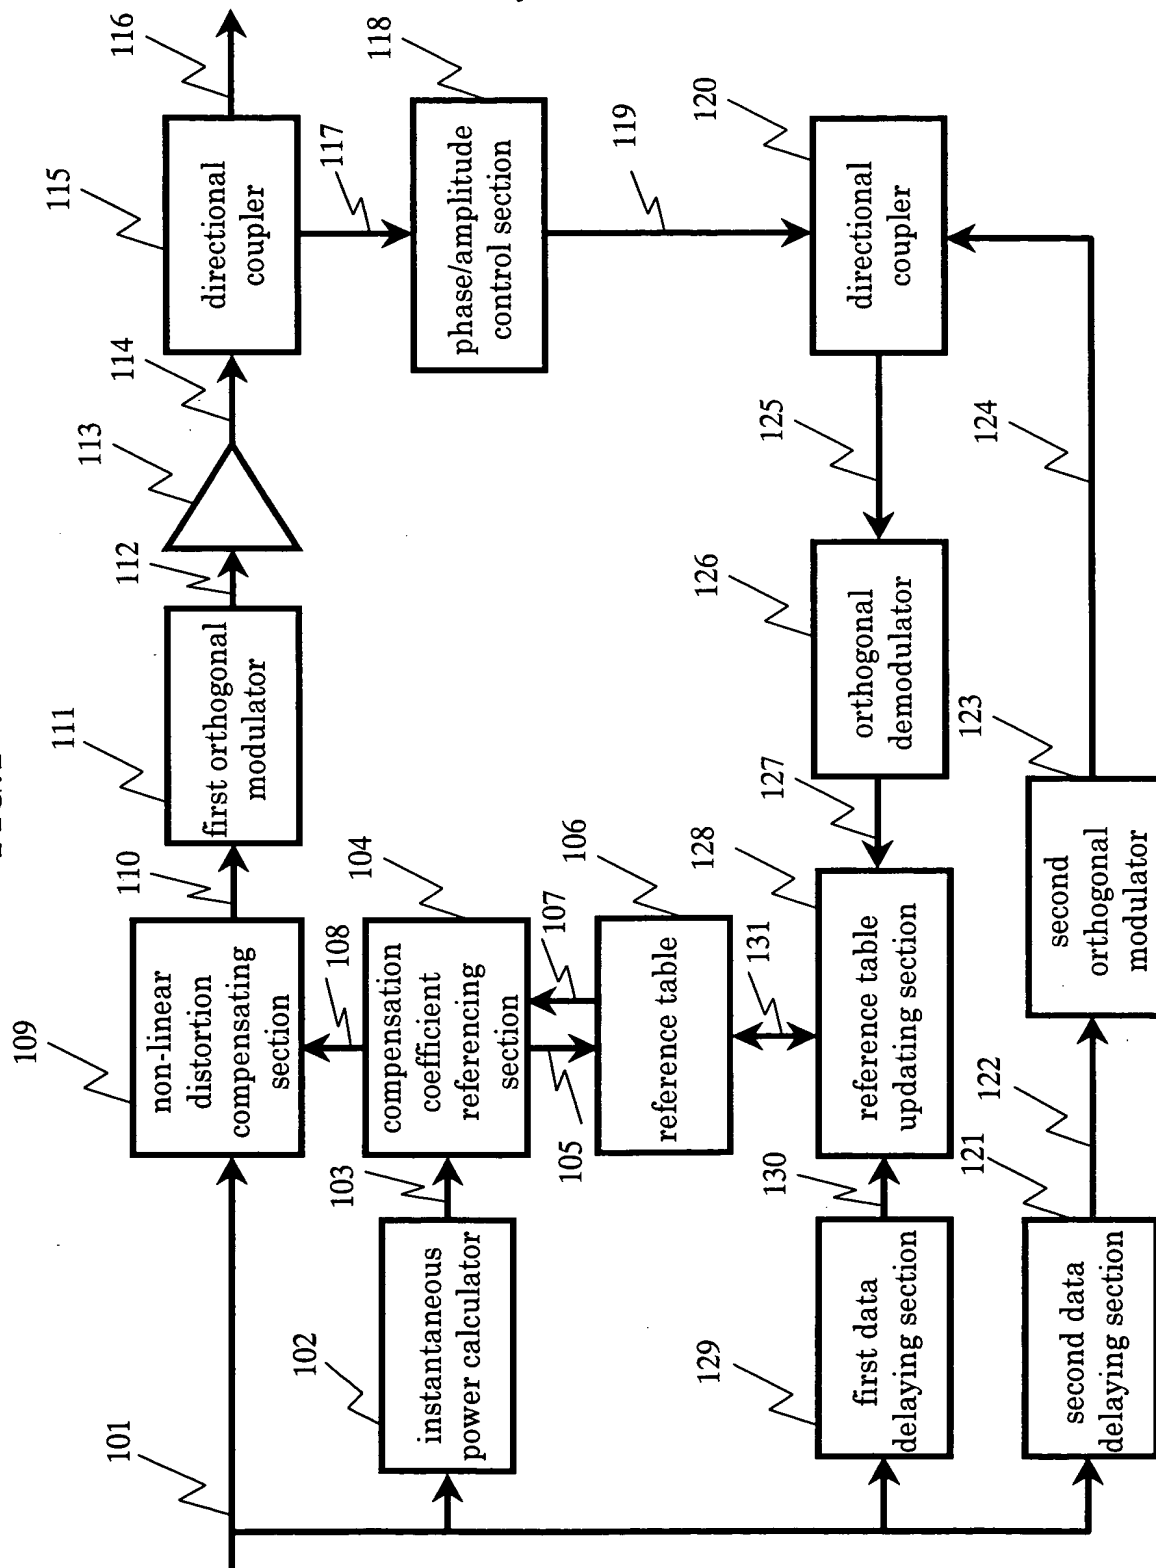 101
102
instantaneous
power calculator
103
104
compensation
coefficient
referencing
section
105
106
reference table
107
108
109
non-linear
distortion
compensating
section
110
111
first orthogonal
modulator
112
113
114
115
directional
coupler
116
117
118
phase/amplitude
control section
119
120
directional
coupler
121
second data
delaying section
122
123
second
orthogonal
modulator
124
125
126
orthogonal
demodulator
127
128
reference table
updating section
129
first data
delaying section
130
131